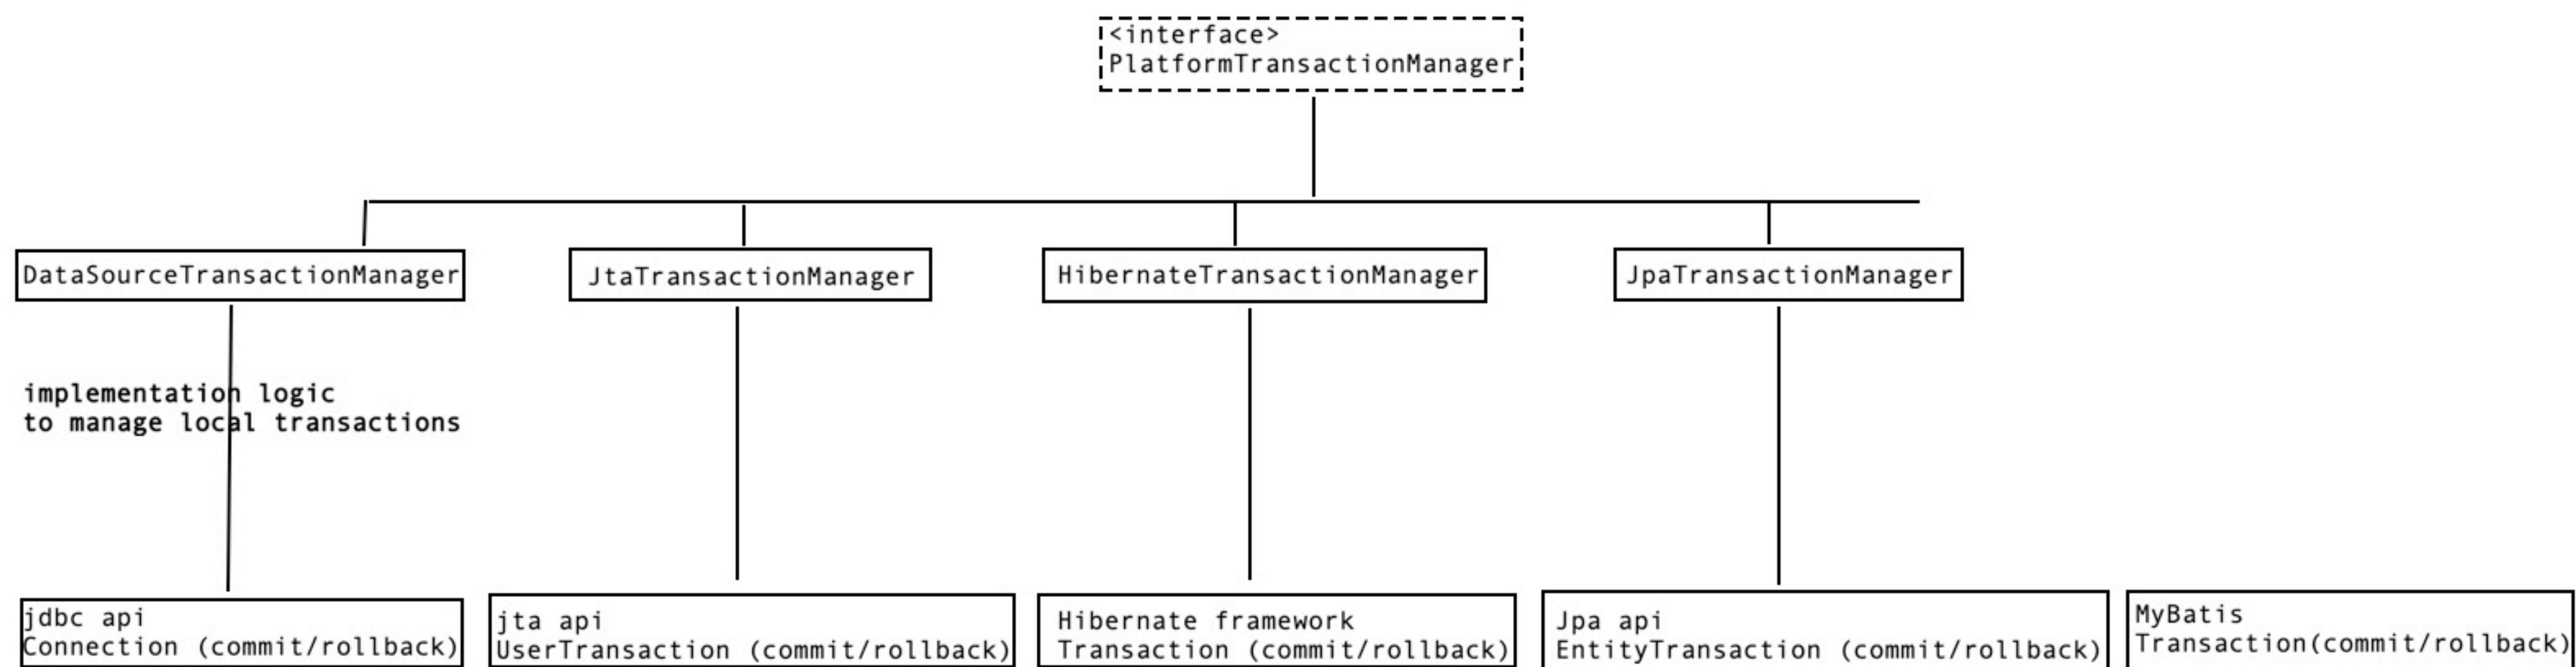 <interface>
PlatformTransactionManager
DataSourceTransactionManager
JtaTransactionManager
HibernateTransactionManager
JpaTransactionManager
implementation logic
to manage local transactions
jdbc api
Connection (commit/rollback)
jta api
UserTransaction (commit/rollback)
Hibernate framework
Transaction (commit/rollback)
Jpa api
EntityTransaction (commit/rollback)
MyBatis
Transaction(commit/rollback)